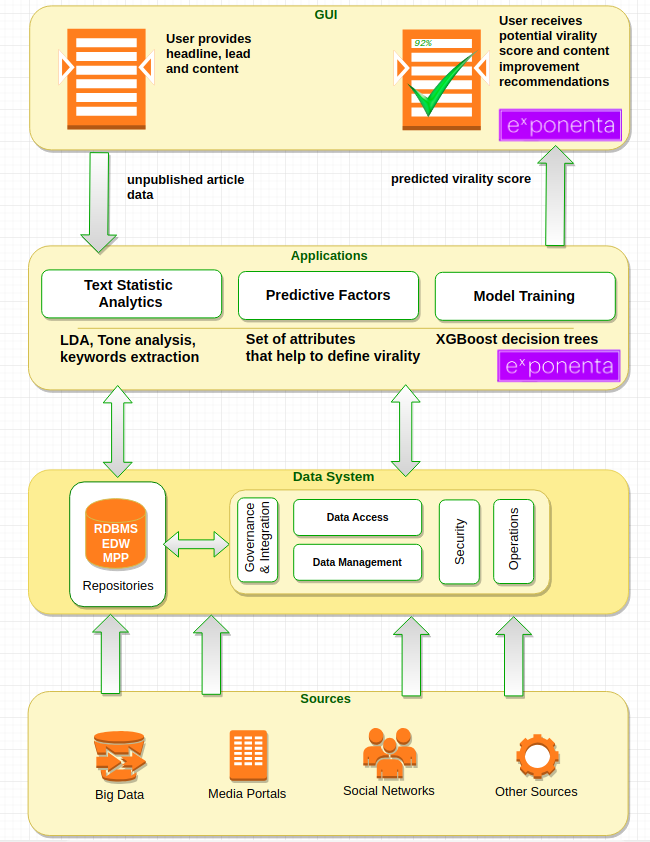 GUI
User provides
headline, lead
and content
92%
User receives
potential virality
score and content
improvement
recommendations
exponenta
unpublished article
data
predicted virality score
Applications
Text Statistic
Analytics
Predictive Factors
Model Training
LDA, Tone analysis,
keywords extraction
Set of attributes
that help to define virality
XGBoost decision trees
exponenta
Data System
RDBMS
EDW
MPP
Repositories
Governance
& Integration
Data Access
Data Management
Security
Operations
Sources
Big Data
Media Portals
Social Networks
Other Sources